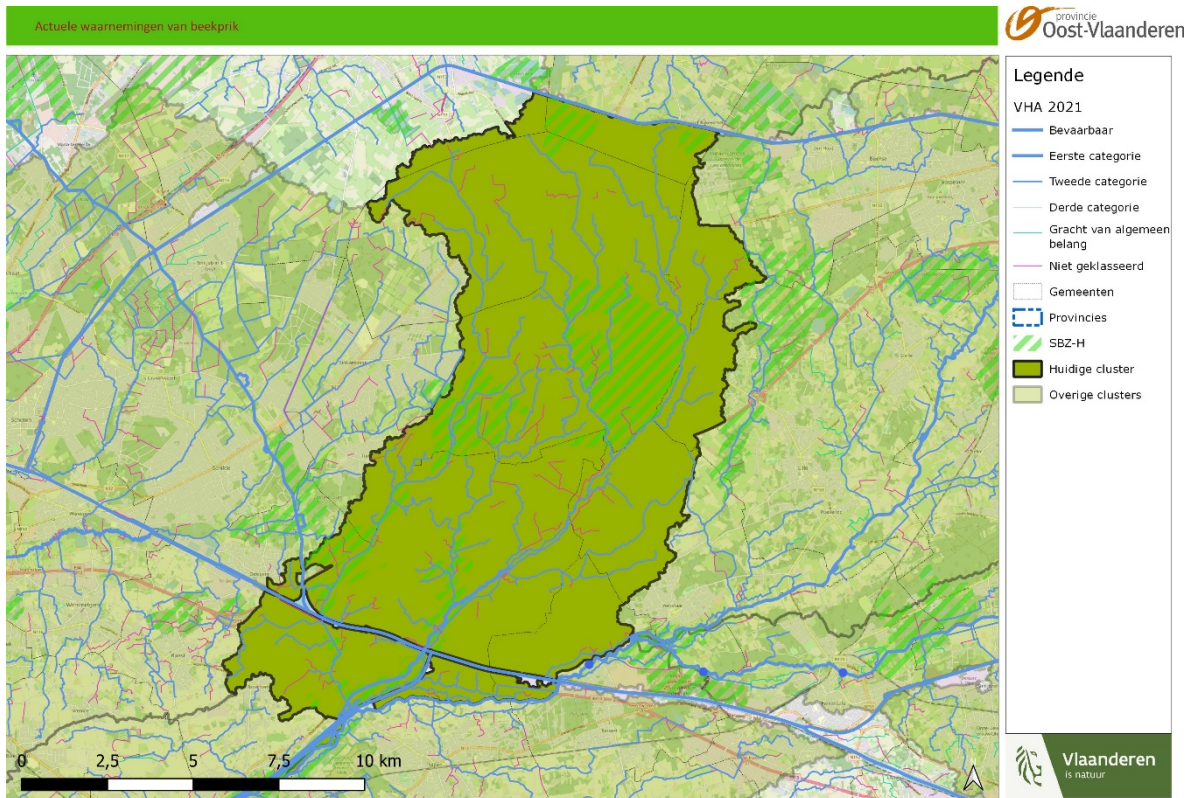 Actuele waarnemingen van beekprik
provincie
Oost-Vlaanderen
Legende
VHA 2021
Bevaarbaar
Eerste categorie
Tweede categorie
Derde categorie
Gracht van algemeen
belang
Niet geklasseerd
Gemeenten
Provincies
SBZ-H
Huidige cluster
Overige clusters
0 2,5 5 7,5 10 km
Vlaanderen
is natuur